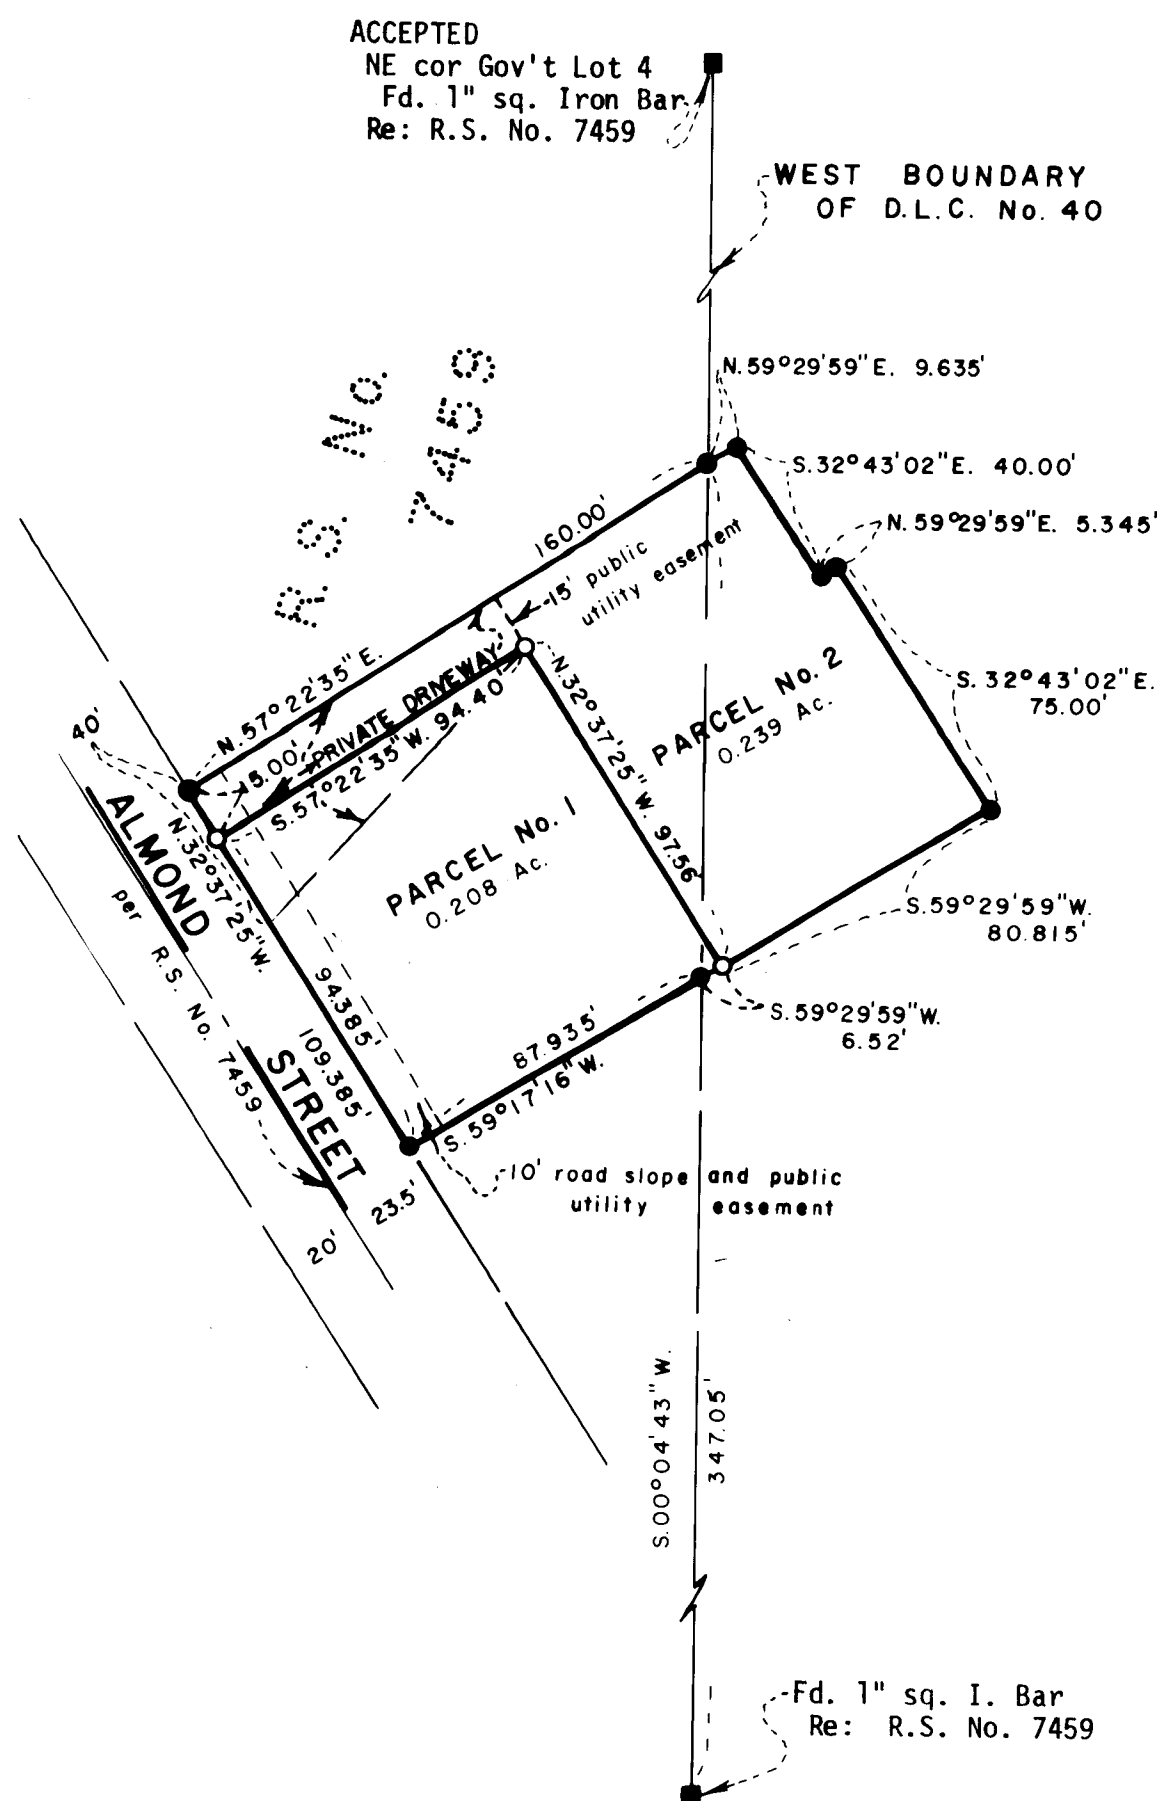 ACCEPTED
NE cor Gov't Lot 4
Fd. 1" sq. Iron Bar
Re: R.S. No. 7459
WEST BOUNDARY
OF D.L.C. No. 40
N.59°29'59"E. 9.635'
S.32°43'02"E. 40.00'
N.59°29'59"E. 5.345'
R.S. No.
7459
160.00'
15' public
utility easement
N.57°22'35"E.
PRIVATE DRIVEWAY
15.00'
S.57°22'35"W. 94.40'
40'
N.32°37'25"W. 97.56'
PARCEL No. 2
0.239 Ac.
S. 32°43'02"E.
75.00'
PARCEL No. 1
0.208 Ac.
ALMOND
STREET
per R.S. No. 7459
N.32°37'25"W.
109.385'
94.385'
S.59°29'59"W.
80.815'
S.59°29'59"W.
6.52'
87.935'
S.59°17'16"W.
10' road slope and public
utility easement
23.5'
20'
S.00°04'43"W.
347.05'
Fd. 1" sq. I. Bar
Re: R.S. No. 7459